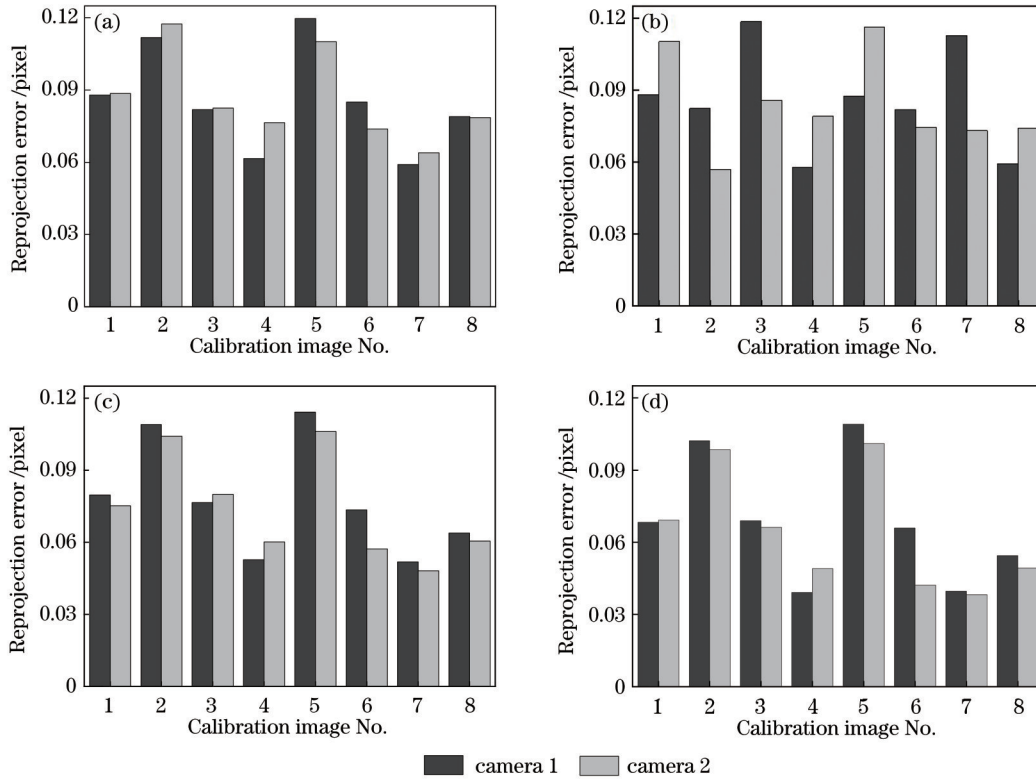 (a)
Reprojection error /pixel
0.12
0.09
0.06
0.03
0
1 2 3 4 5 6 7 8
Calibration image No.
(b)
Reprojection error /pixel
0.12
0.09
0.06
0.03
0
1 2 3 4 5 6 7 8
Calibration image No.
(c)
Reprojection error /pixel
0.12
0.09
0.06
0.03
0
1 2 3 4 5 6 7 8
Calibration image No.
(d)
Reprojection error /pixel
0.12
0.09
0.06
0.03
0
1 2 3 4 5 6 7 8
Calibration image No.
camera 1 camera 2